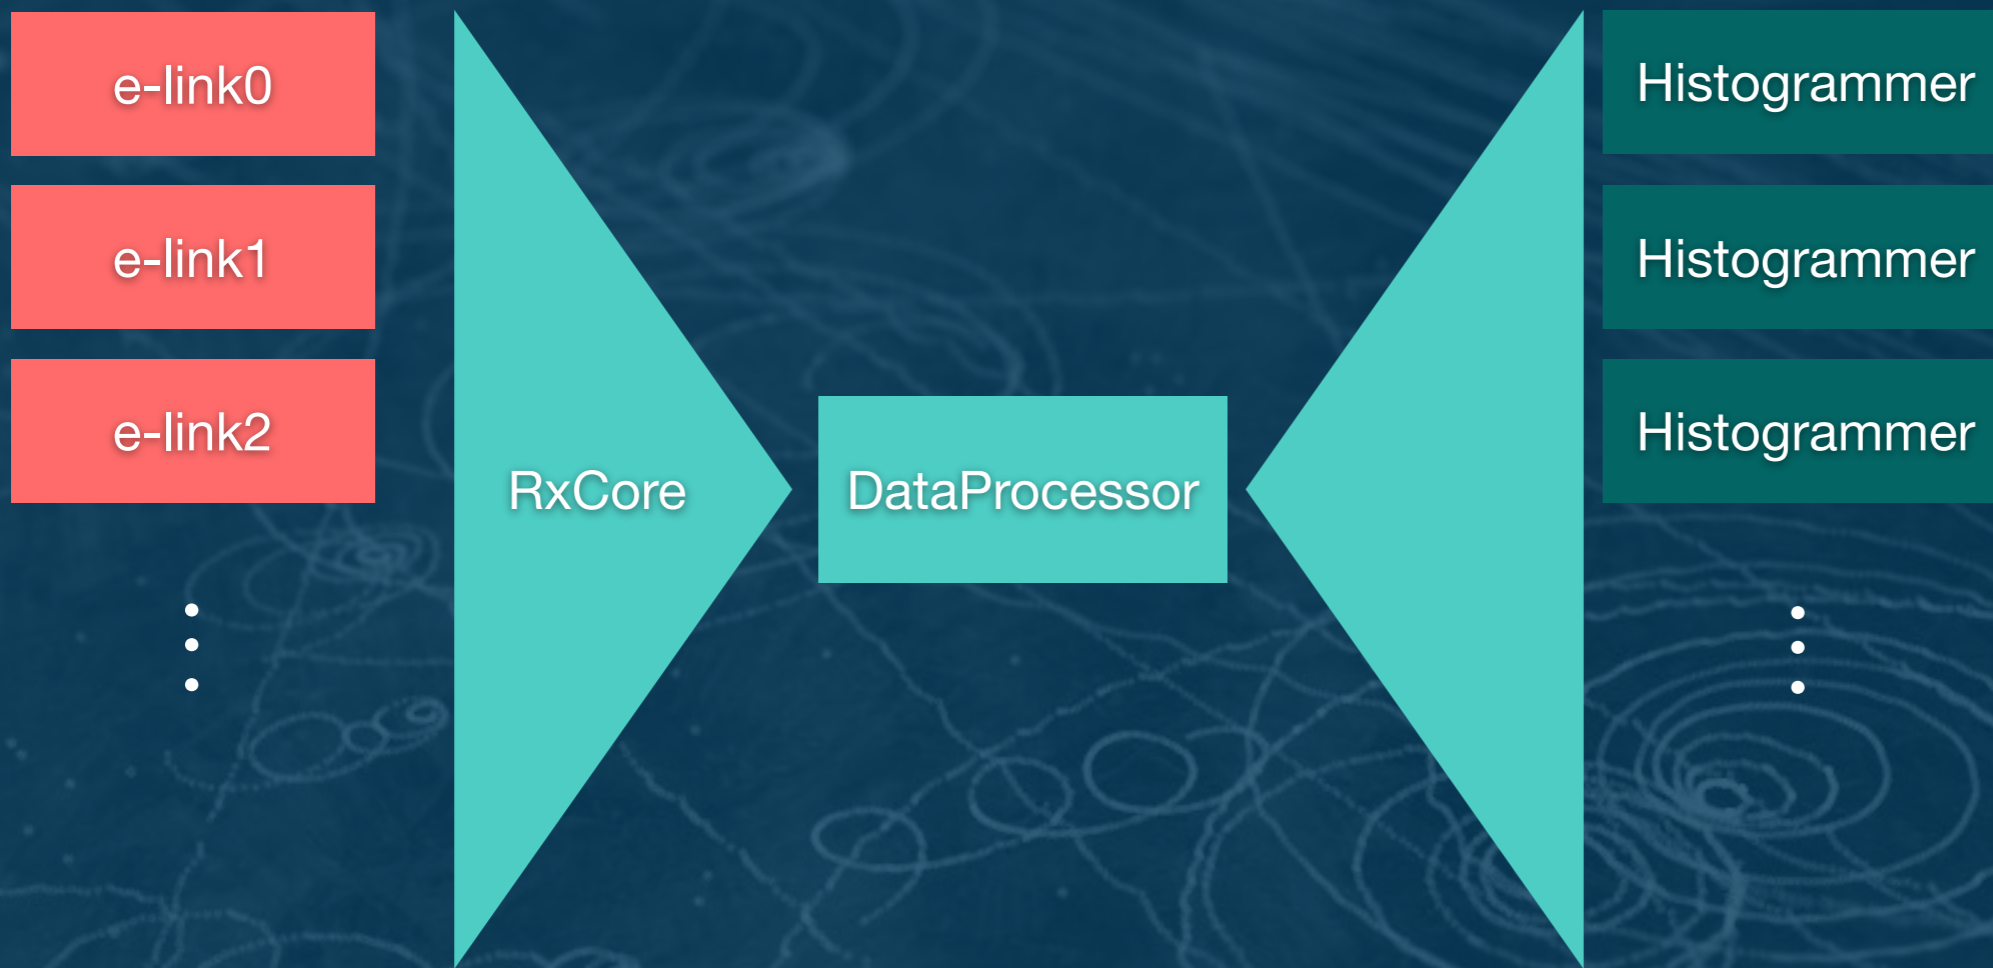 e-link0
e-link1
e-link2
RxCore
DataProcessor
Histogrammer
Histogrammer
Histogrammer